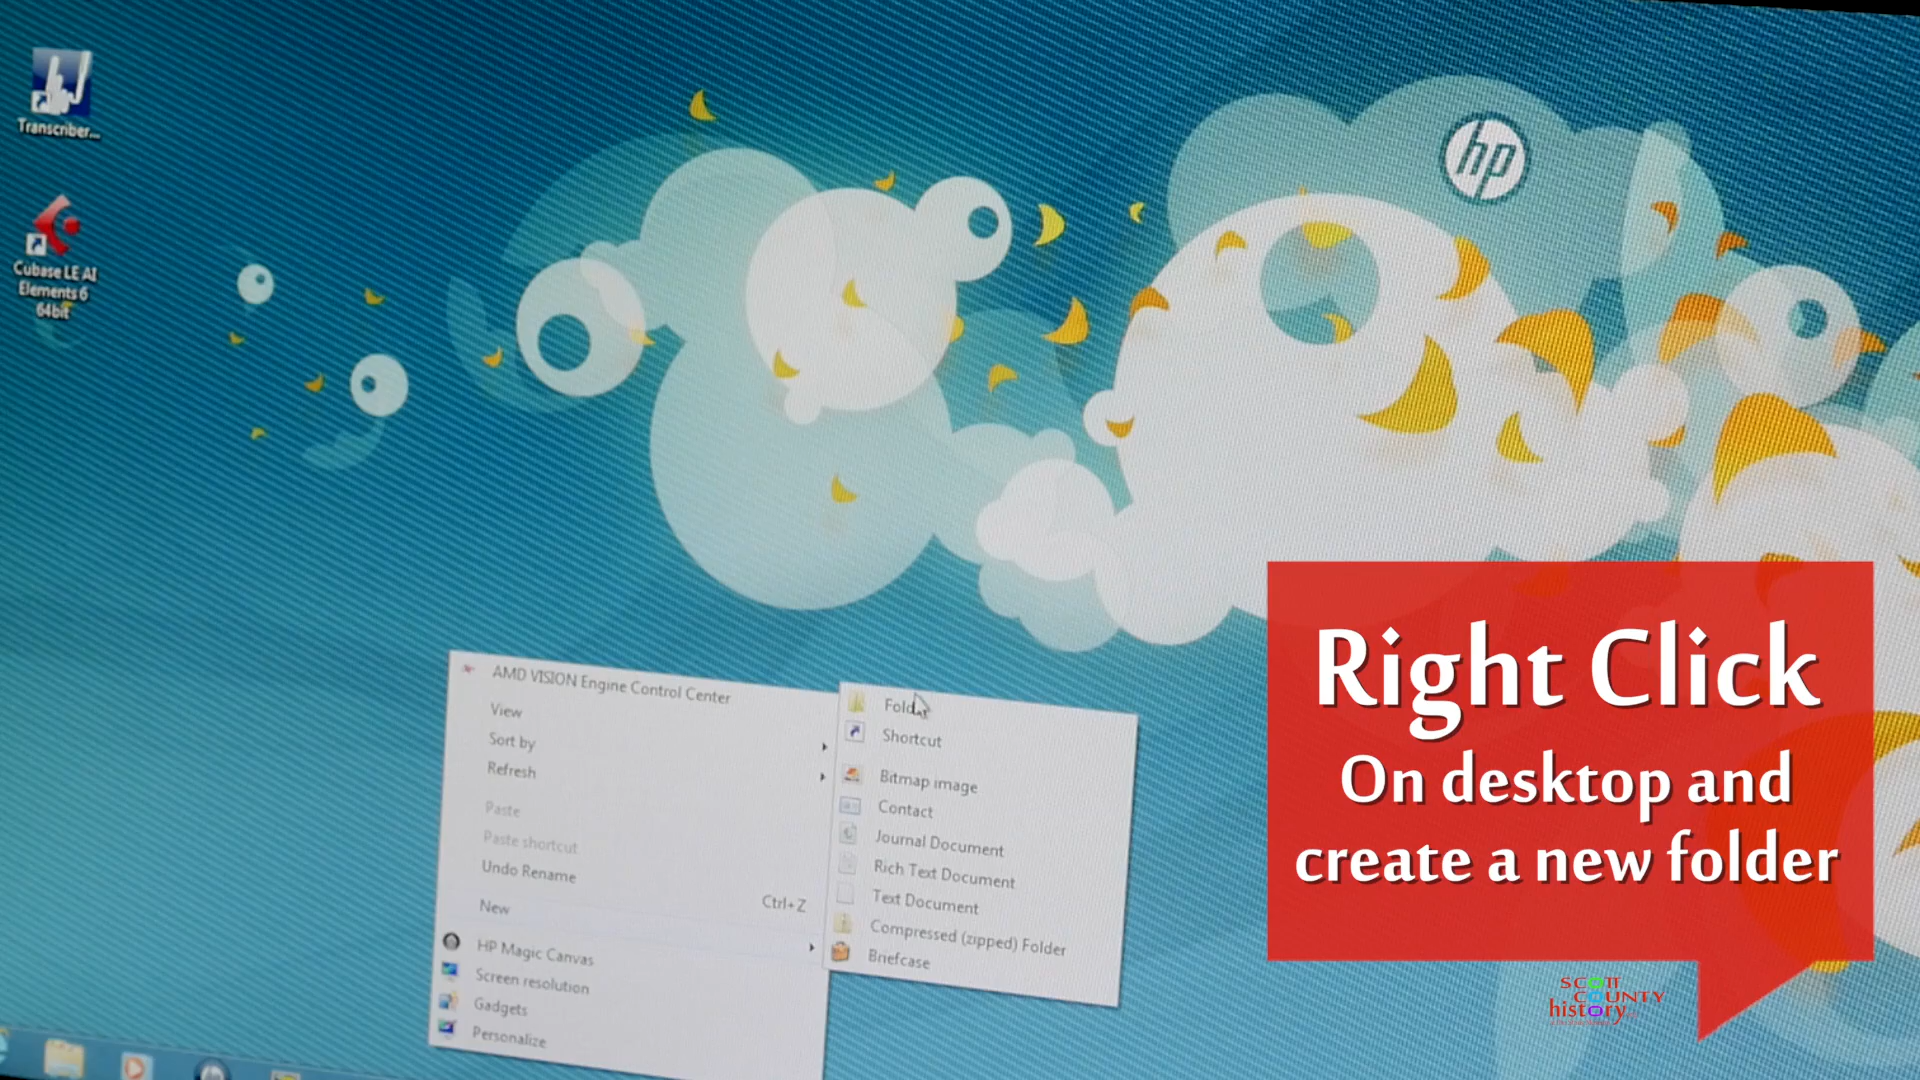 Transcriber...
Cubase LE AI
Elements 6
64bit
hp
AMD VISION Engine Control Center
View
Sort by
Refresh
Paste
Paste shortcut
Undo Rename Ctrl+Z
New
HP Magic Canvas
Screen resolution
Gadgets
Personalize
Folder
Shortcut
Bitmap image
Contact
Journal Document
Rich Text Document
Text Document
Compressed (zipped) Folder
Briefcase
Right Click
On desktop and
create a new folder
SCOTT
COUNTY
history